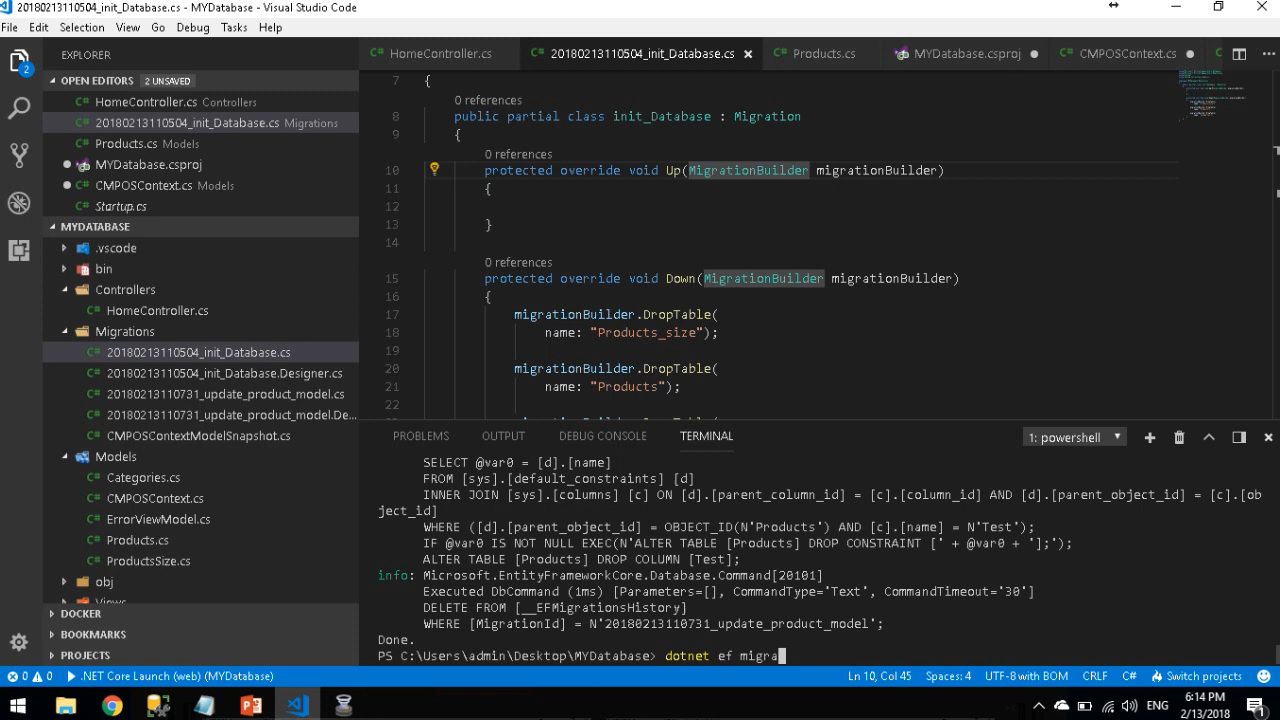 20180213110504_init_Database.cs - MYDatabase - Visual Studio Code
File Edit Selection View Go Debug Tasks Help
EXPLORER
HomeController.cs
20180213110504_init_Database.cs
Products.cs
MYDatabase.csproj
CMPOSContext.cs
2
OPEN EDITORS 2 UNSAVED
HomeController.cs Controllers
20180213110504_init_Database.cs Migrations
Products.cs Models
MYDatabase.csproj
CMPOSContext.cs Models
Startup.cs
MYDATABASE
.vscode
bin
Controllers
HomeController.cs
Migrations
20180213110504_init_Database.cs
20180213110504_init_Database.Designer.cs
20180213110731_update_product_model.cs
20180213110731_update_product_model.De...
CMPOSContextModelSnapshot.cs
Models
Categories.cs
CMPOSContext.cs
ErrorViewModel.cs
Products.cs
ProductsSize.cs
obj
Views
DOCKER
BOOKMARKS
PROJECTS
7 {
0 references
8 public partial class init_Database : Migration
9 {
0 references
10 protected override void Up(MigrationBuilder migrationBuilder)
11 {
12
13 }
14
0 references
15 protected override void Down(MigrationBuilder migrationBuilder)
16 {
17 migrationBuilder.DropTable(
18 name: "Products_size");
19
20 migrationBuilder.DropTable(
21 name: "Products");
22
PROBLEMS OUTPUT DEBUG CONSOLE TERMINAL
1: powershell
SELECT @var0 = [d].[name]
FROM [sys].[default_constraints] [d]
INNER JOIN [sys].[columns] [c] ON [d].[parent_column_id] = [c].[column_id] AND [d].[parent_object_id] = [c].[ob
ject_id]
WHERE ([d].[parent_object_id] = OBJECT_ID(N'Products') AND [c].[name] = N'Test');
IF @var0 IS NOT NULL EXEC(N'ALTER TABLE [Products] DROP CONSTRAINT [' + @var0 + '];');
ALTER TABLE [Products] DROP COLUMN [Test];
info: Microsoft.EntityFrameworkCore.Database.Command[20101]
Executed DbCommand (1ms) [Parameters=[], CommandType='Text', CommandTimeout='30']
DELETE FROM [__EFMigrationsHistory]
WHERE [MigrationId] = N'20180213110731_update_product_model';
Done.
PS C:\Users\admin\Desktop\MYDatabase> dotnet ef migra
0 0 .NET Core Launch (web) (MYDatabase)
Ln 10, Col 45 Spaces: 4 UTF-8 with BOM CRLF C# Switch projects
ENG
6:14 PM
2/13/2018
1